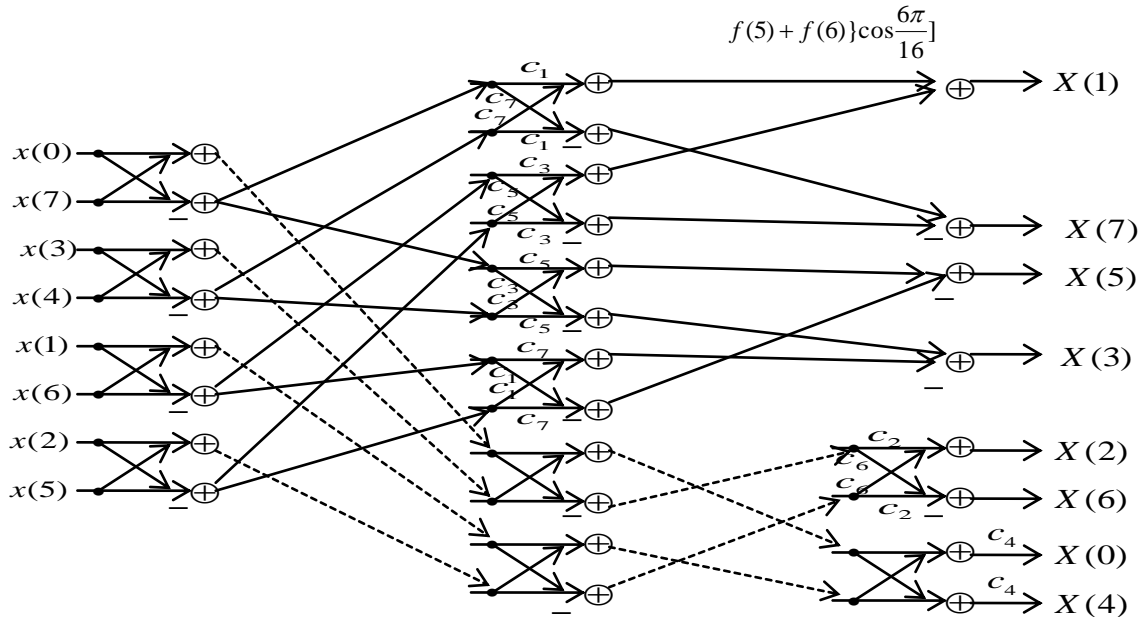 f(5) + f(6)}cos 6π/16]
c₁
X(1)
c₇
c₇
c₁
−
x(0)
c₃
x(7)
−
c₅
c₅
c₃
−
−
X(7)
x(3)
c₅
−
X(5)
x(4)
−
c₃
c₃
c₅
−
x(1)
c₇
−
X(3)
x(6)
−
c₁
c₁
c₇
−
x(2)
c₂
X(2)
c₆
x(5)
−
c₆
−
c₂
−
X(6)
c₄
X(0)
−
c₄
X(4)